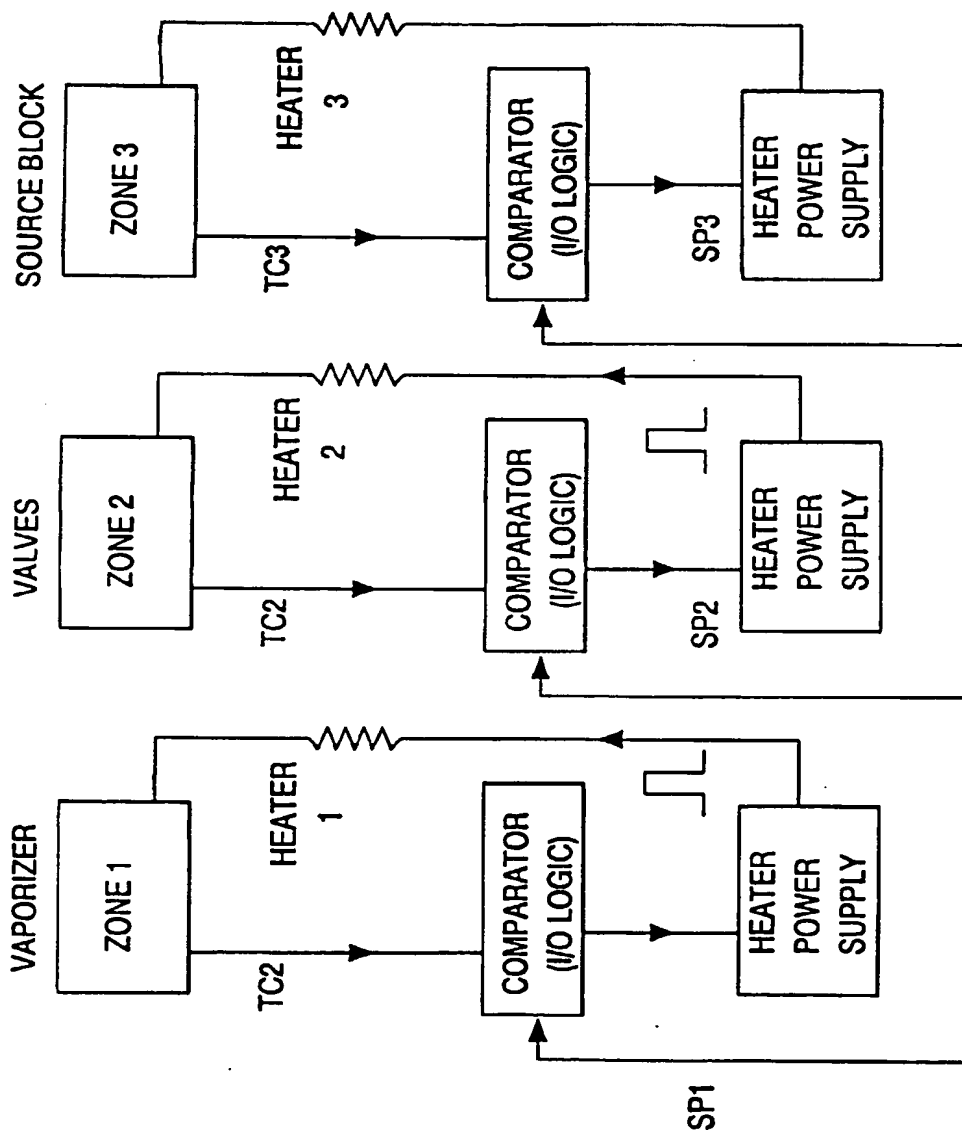 VAPORIZER
ZONE 1
TC2
HEATER
1
COMPARATOR
(I/O LOGIC)
SP1
HEATER
POWER
SUPPLY
VALVES
ZONE 2
TC2
HEATER
2
COMPARATOR
(I/O LOGIC)
SP2
HEATER
POWER
SUPPLY
SOURCE BLOCK
ZONE 3
TC3
HEATER
3
COMPARATOR
(I/O LOGIC)
SP3
HEATER
POWER
SUPPLY